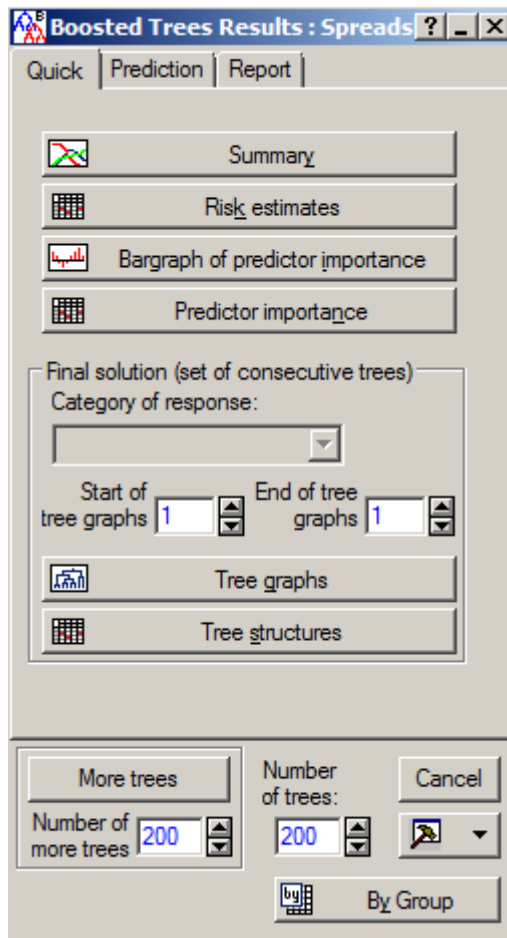 Boosted Trees Results : Spreads
Quick Prediction Report
Summary
Risk estimates
Bargraph of predictor importance
Predictor importance
Final solution (set of consecutive trees)
Category of response:
Start of tree graphs 1 End of tree graphs 1
Tree graphs
Tree structures
More trees
Number of more trees 200
Number of trees:
200
Cancel
By Group